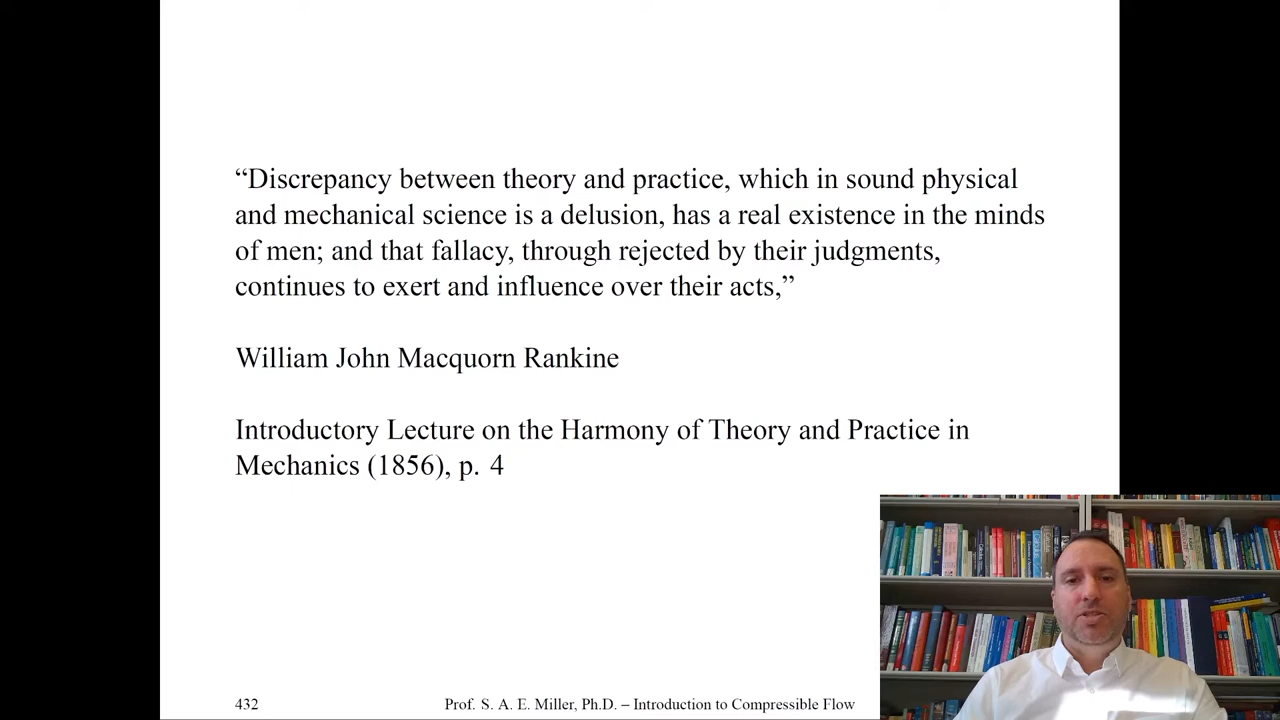 “Discrepancy between theory and practice, which in sound physical
and mechanical science is a delusion, has a real existence in the minds
of men; and that fallacy, through rejected by their judgments,
continues to exert and influence over their acts,”
William John Macquorn Rankine
Introductory Lecture on the Harmony of Theory and Practice in
Mechanics (1856), p. 4
432
Prof. S. A. E. Miller, Ph.D. – Introduction to Compressible Flow